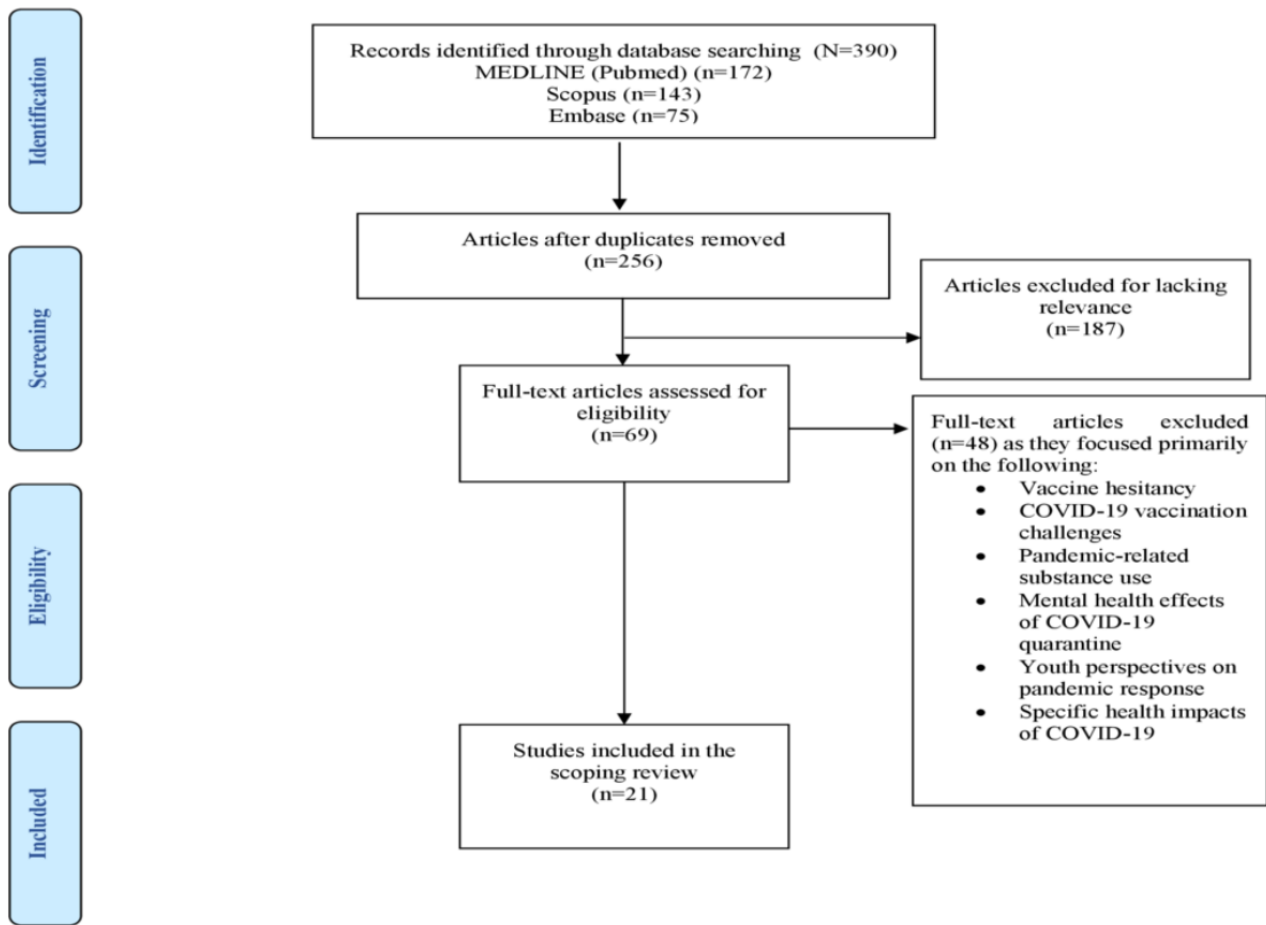 Identification
Records identified through database searching (N=390)
MEDLINE (Pubmed) (n=172)
Scopus (n=143)
Embase (n=75)
Screening
Articles after duplicates removed
(n=256)
Articles excluded for lacking
relevance
(n=187)
Full-text articles assessed for
eligibility
(n=69)
Full-text articles excluded
(n=48) as they focused primarily
on the following:
• Vaccine hesitancy
• COVID-19 vaccination
challenges
• Pandemic-related
substance use
• Mental health effects
of COVID-19
quarantine
• Youth perspectives on
pandemic response
• Specific health impacts
of COVID-19
Eligibility
Included
Studies included in the
scoping review
(n=21)